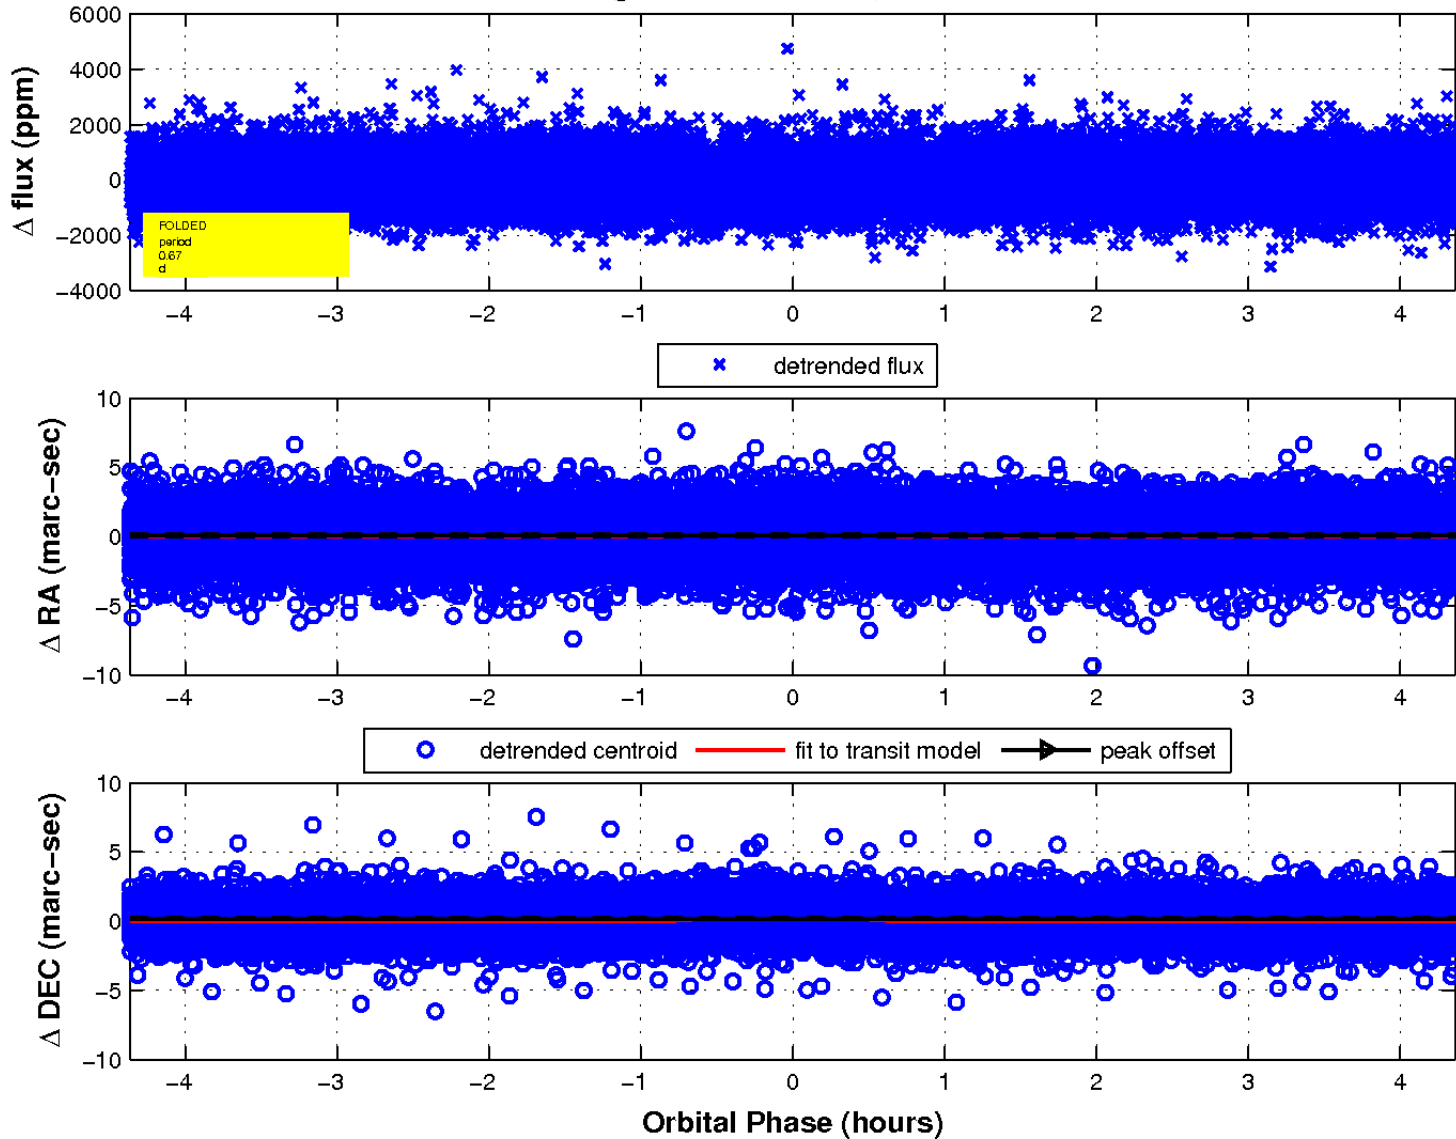 6000
4000
2000
0
−2000
−4000
Δ flux (ppm)
FOLDED
period
0.67
d
−4 −3 −2 −1 0 1 2 3 4
detrended flux
10
5
0
−5
−10
Δ RA (marc−sec)
−4 −3 −2 −1 0 1 2 3 4
detrended centroid fit to transit model peak offset
10
5
0
−5
−10
Δ DEC (marc−sec)
−4 −3 −2 −1 0 1 2 3 4
Orbital Phase (hours)